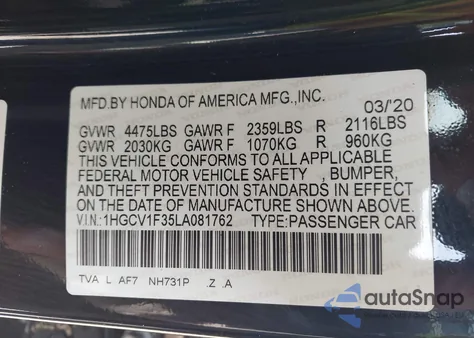 MFD.BY HONDA OF AMERICA MFG.,INC. 03/'20
GVWR 4475LBS GAWR F 2359LBS R 2116LBS
GVWR 2030KG GAWR F 1070KG R 960KG
THIS VEHICLE CONFORMS TO ALL APPLICABLE
FEDERAL MOTOR VEHICLE SAFETY , BUMPER,
AND THEFT PREVENTION STANDARDS IN EFFECT
ON THE DATE OF MANUFACTURE SHOWN ABOVE.
V.I.N.:1HGCV1F35LA081762 TYPE:PASSENGER CAR
TVA L AF7 NH731P .Z .A
autoSnap